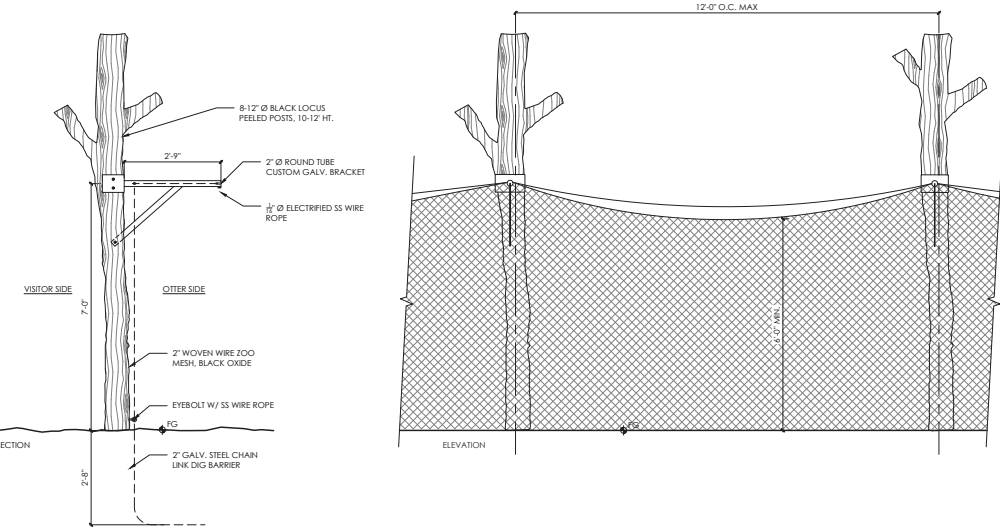 12'-0" O.C. MAX
8-12" Ø BLACK LOCUS
PEELED POSTS, 10-12' HT.
2'-9"
2" Ø ROUND TUBE
CUSTOM GALV. BRACKET
Ø ELECTRIFIED SS WIRE
ROPE
VISITOR SIDE
OTTER SIDE
7'-0"
6'-0" MIN.
2" WOVEN WIRE ZOO
MESH, BLACK OXIDE
EYEBOLT W/ SS WIRE ROPE
FG
FG
ECTION
ELEVATION
2" GALV. STEEL CHAIN
LINK DIG BARRIER
2'-8"